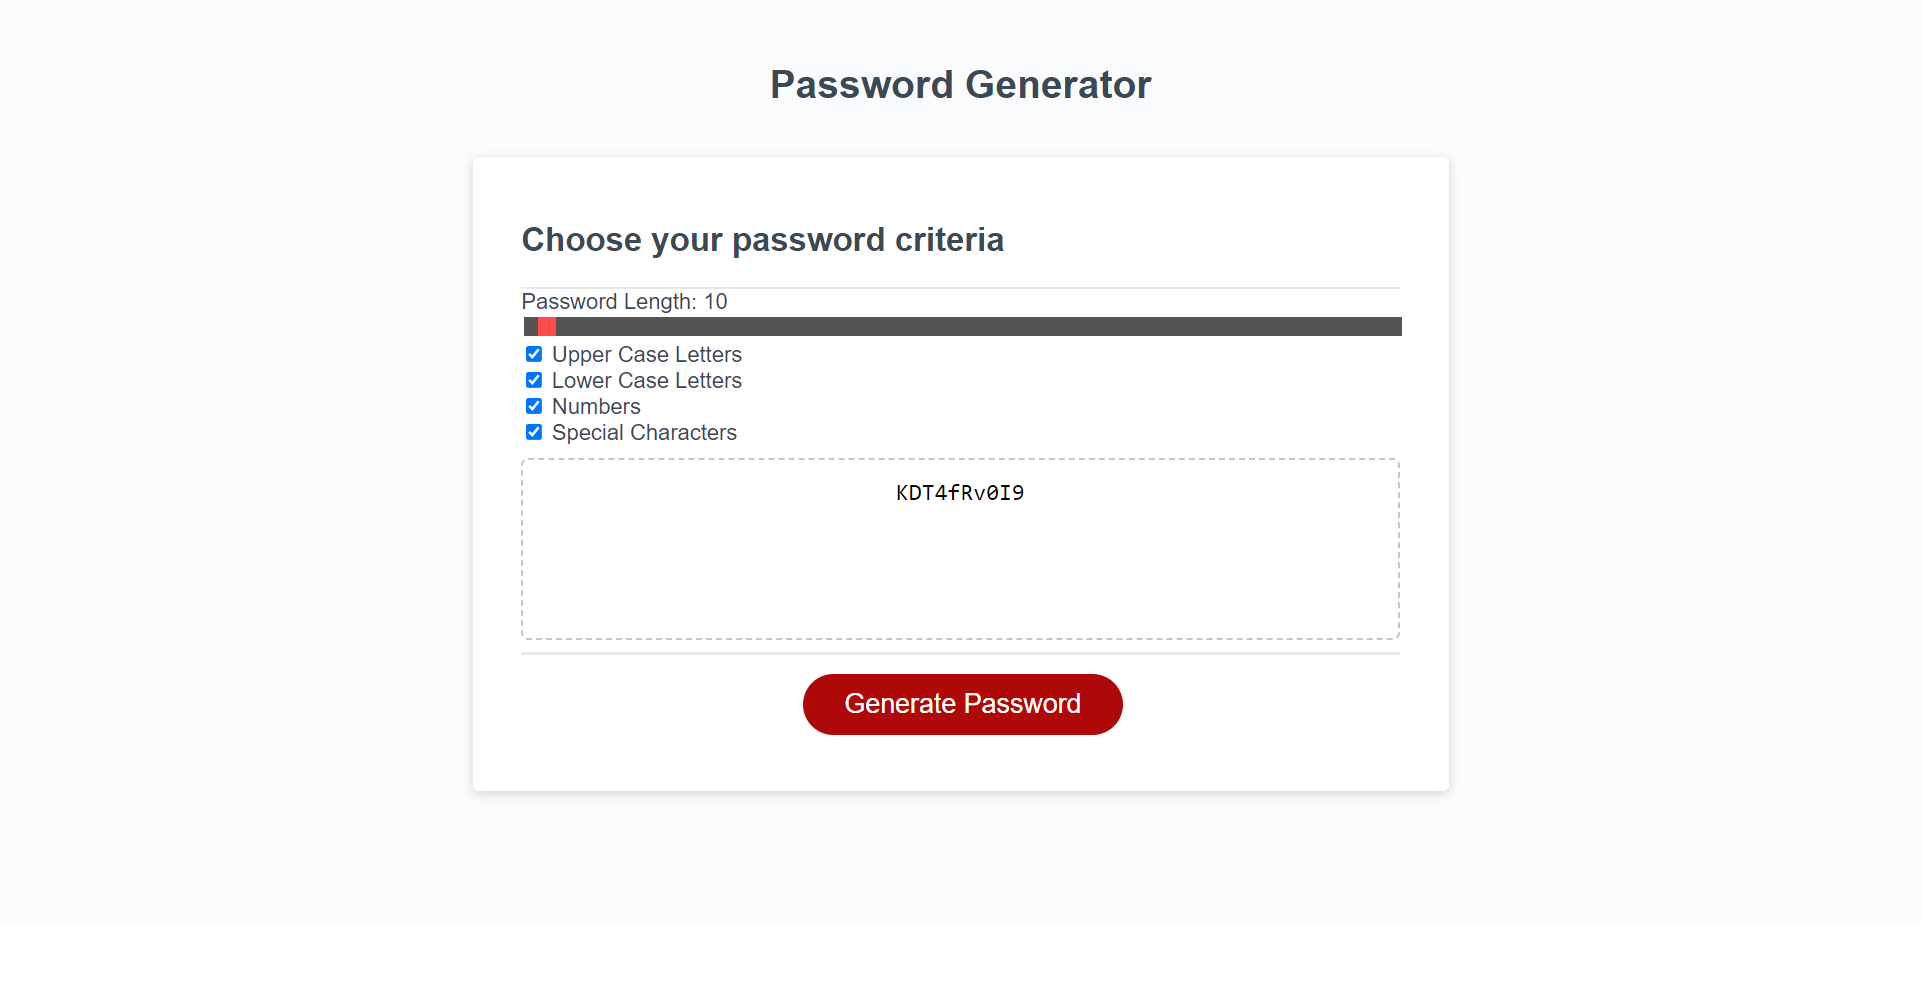 Password Generator
Choose your password criteria
Password Length: 10
Upper Case Letters
Lower Case Letters
Numbers
Special Characters
KDT4fRv0I9
Generate Password